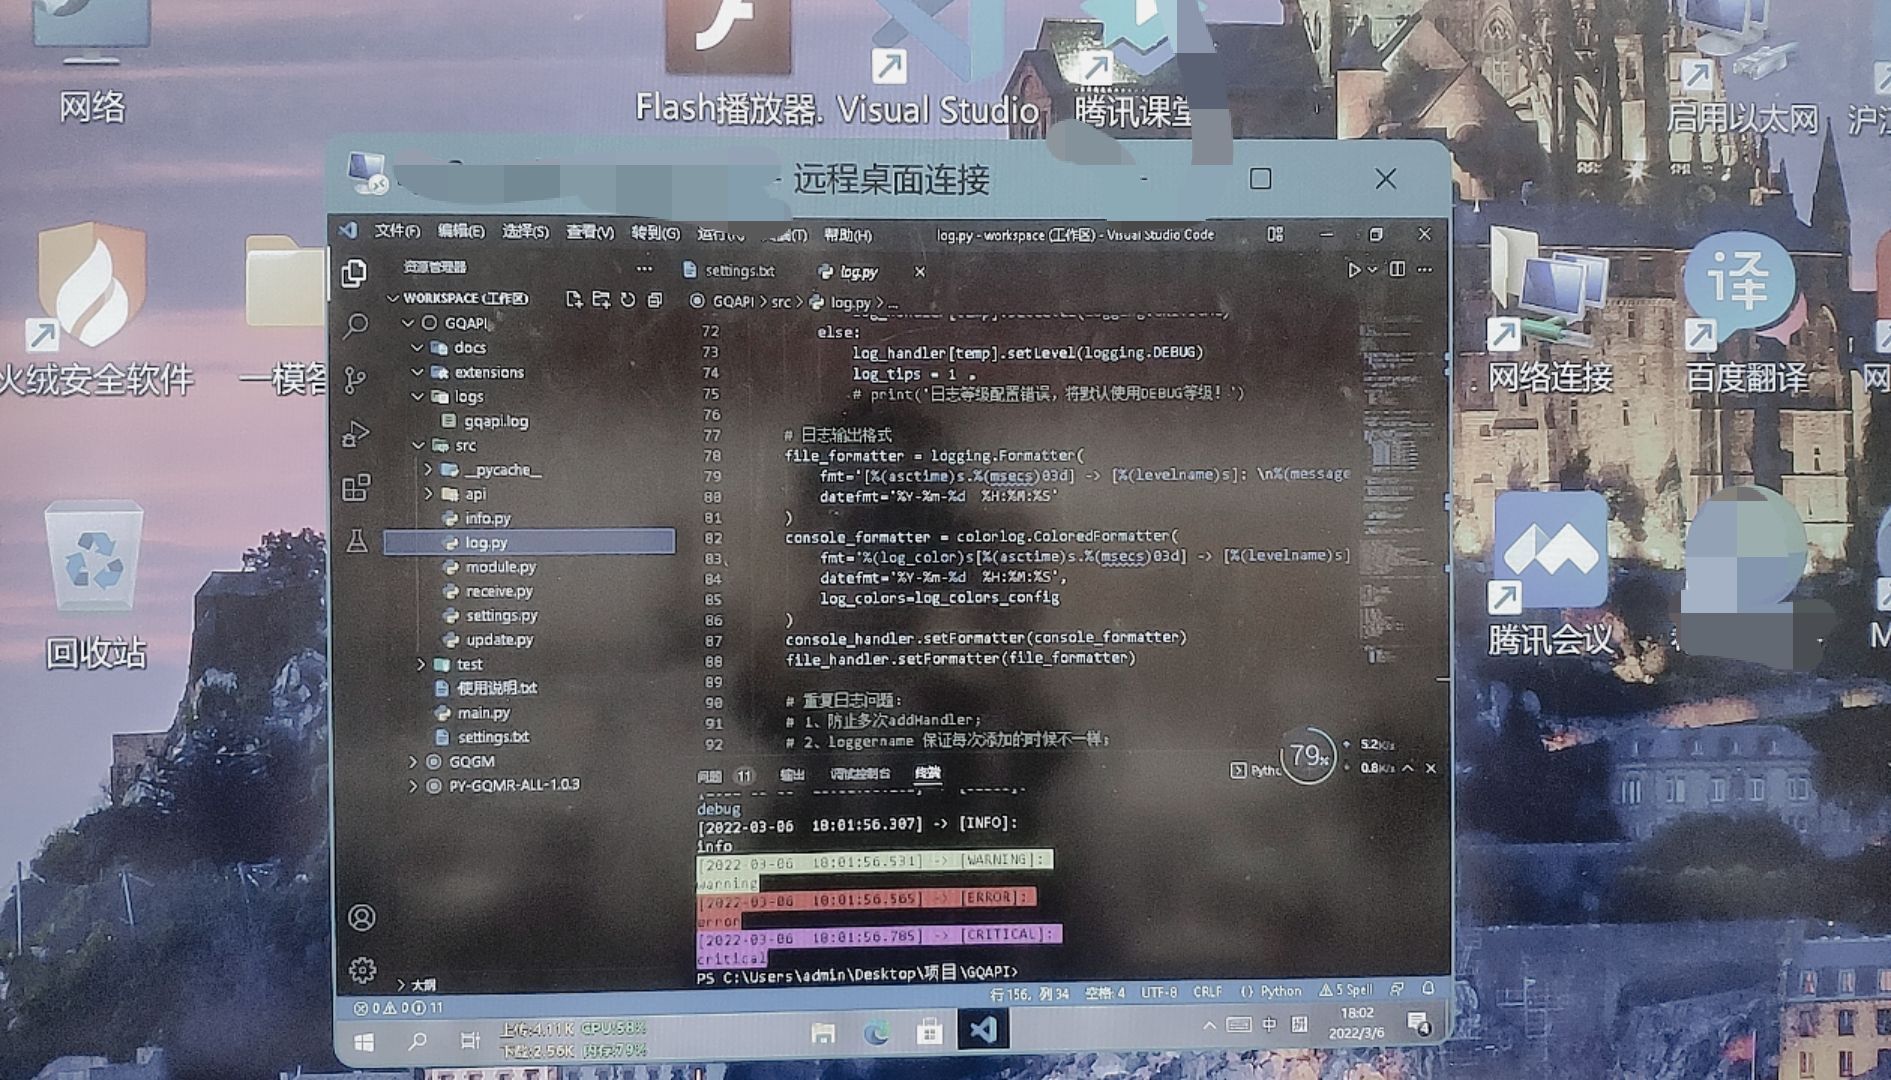 网络
Flash播放器.
Visual Studio
腾讯课堂
启用以太网
沪江
火绒安全软件
一模答
网络连接
百度翻译
网
译
回收站
腾讯会议
M
远程桌面连接
文件(F) 编辑(E) 选择(S) 查看(V) 转到(G) 运行(R) (T) 帮助(H) log.py - workspace (工作区) - Visual Studio Code
资源管理器 ···
settings.txt log.py
WORKSPACE (工作区)
GQAPI > src > log.py > ...
GQAPI
docs
extensions
logs
gqapi.log
src
__pycache__
api
info.py
log.py
module.py
receive.py
settings.py
update.py
test
使用说明.txt
main.py
settings.txt
GQGM
PY-GQMR-ALL-1.0.3
大纲
72 else:
73 log_handler[temp].setLevel(logging.DEBUG)
74 log_tips = 1
75 # print('日志等级配置错误，将默认使用DEBUG等级！')
76
77 # 日志输出格式
78 file_formatter = logging.Formatter(
79 fmt='[%(asctime)s.%(msecs)03d] -> [%(levelname)s]: \n%(message
80 datefmt='%Y-%m-%d  %H:%M:%S'
81 )
82 console_formatter = colorlog.ColoredFormatter(
83 fmt='%(log_color)s[%(asctime)s.%(msecs)03d] -> [%(levelname)s]
84 datefmt='%Y-%m-%d  %H:%M:%S',
85 log_colors=log_colors_config
86 )
87 console_handler.setFormatter(console_formatter)
88 file_handler.setFormatter(file_formatter)
89
90 # 重复日志问题：
91 # 1、防止多次addHandler；
92 # 2、loggername 保证每次添加的时候不一样；
问题 11 输出 调试控制台 终端
79%
5.2K/s
0.8K/s
debug
[2022-03-06  18:01:56.307] -> [INFO]:
info
[2022-03-06  18:01:56.531] -> [WARNING]:
warning
[2022-03-06  18:01:56.565] -> [ERROR]:
error
[2022-03-06  18:01:56.785] -> [CRITICAL]:
critical
PS C:\Users\admin\Desktop\项目\GQAPI>
0 0 11
行 156, 列 34 空格: 4 UTF-8 CRLF () Python 5 Spell
上传:4.11K CPU:58%
下载:2.56K 内存:79%
中 拼
18:02
2022/3/6
4